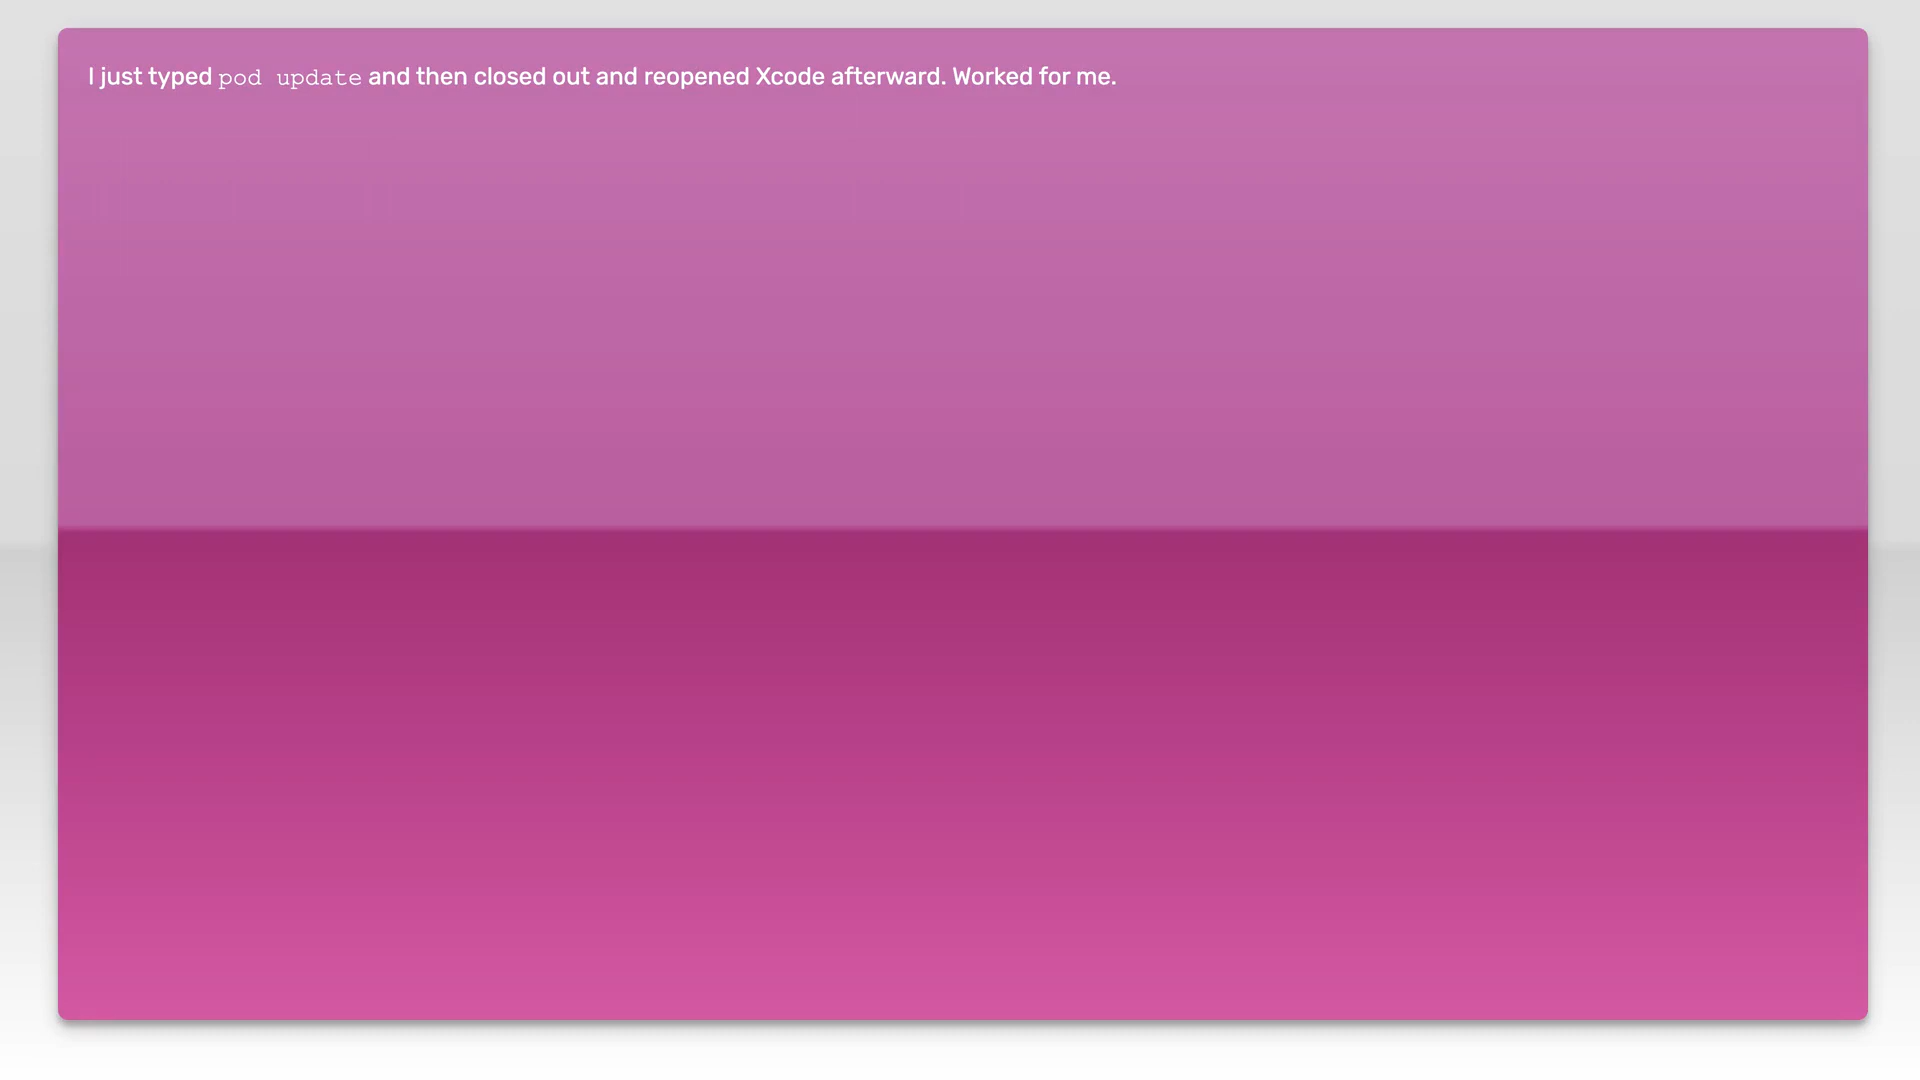 I just typed pod update and then closed out and reopened Xcode afterward. Worked for me.